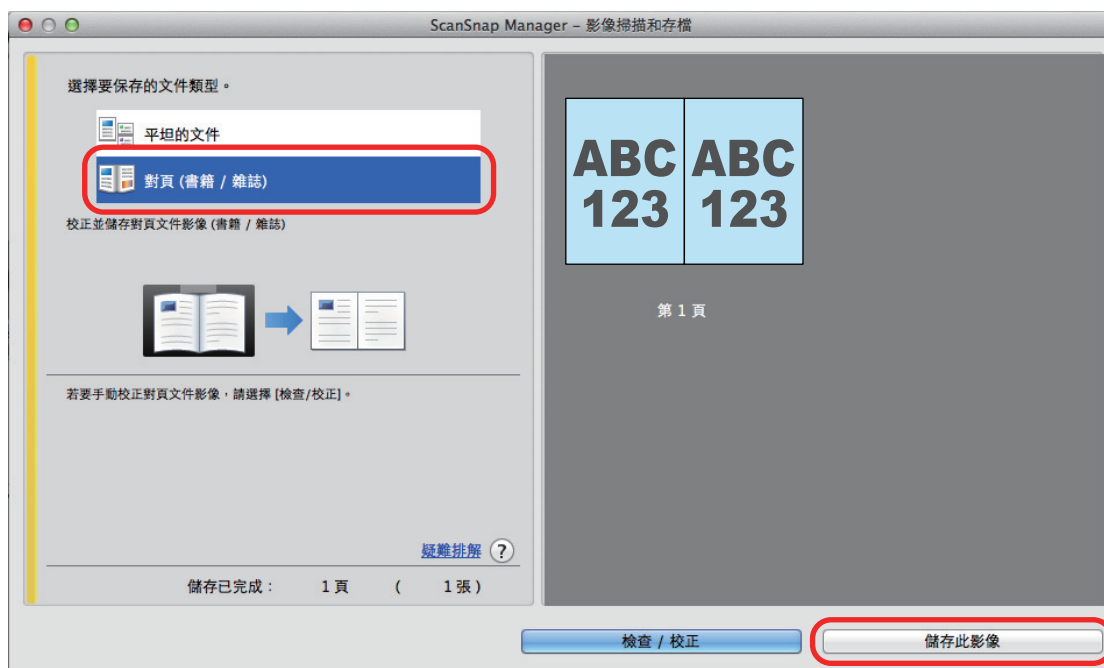 ScanSnap Manager – 影像掃描和存檔
選擇要保存的文件類型。
平坦的文件
對頁 (書籍 / 雜誌)
校正並儲存對頁文件影像 (書籍 / 雜誌)
若要手動校正對頁文件影像，請選擇 [檢查/校正]。
疑難排解 ?
儲存已完成： 1 頁 ( 1 張 )
ABC ABC
123 123
第 1 頁
檢查 / 校正
儲存此影像